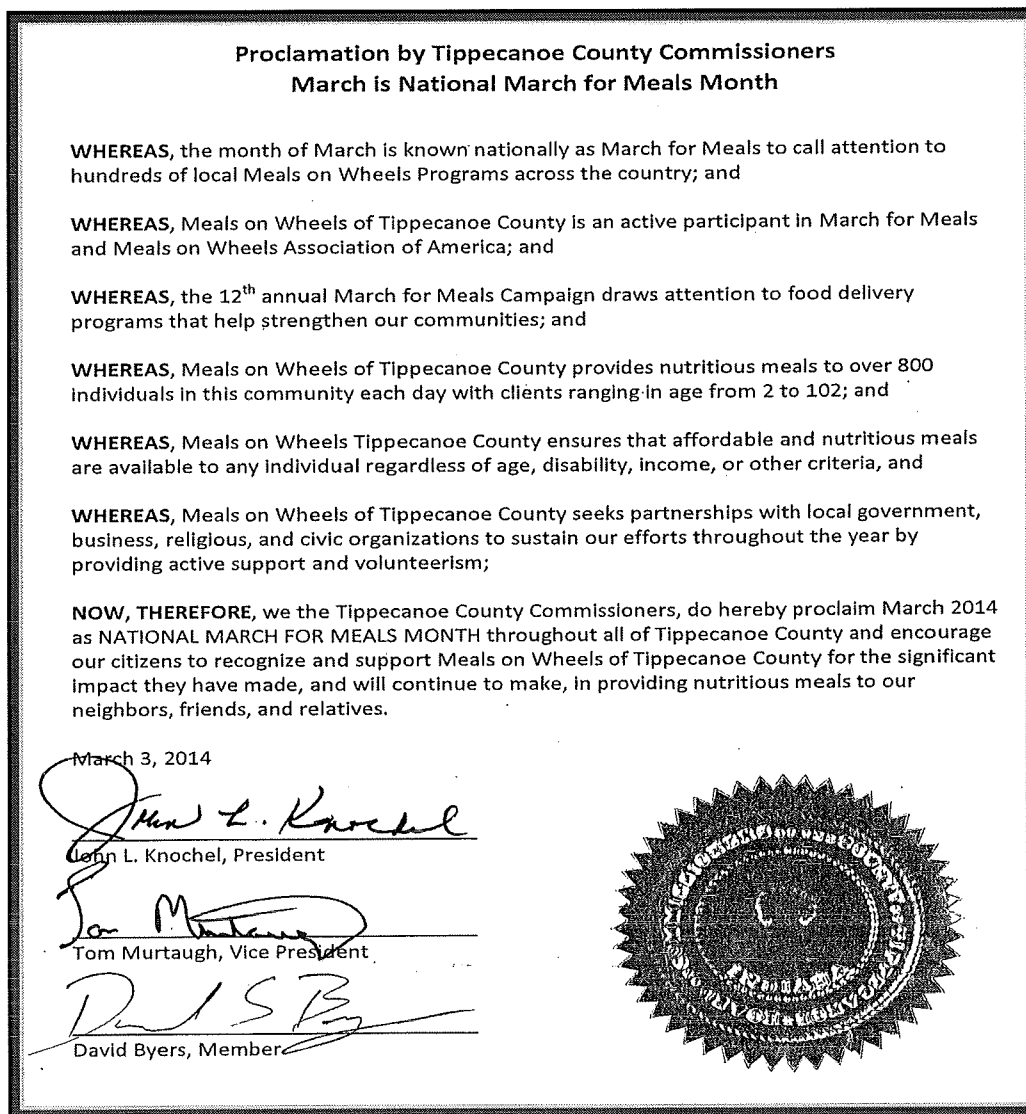 Proclamation by Tippecanoe County Commissioners
March is National March for Meals Month
WHEREAS, the month of March is known nationally as March for Meals to call attention to
hundreds of local Meals on Wheels Programs across the country; and
WHEREAS, Meals on Wheels of Tippecanoe County is an active participant in March for Meals
and Meals on Wheels Association of America; and
WHEREAS, the 12th annual March for Meals Campaign draws attention to food delivery
programs that help strengthen our communities; and
WHEREAS, Meals on Wheels of Tippecanoe County provides nutritious meals to over 800
individuals in this community each day with clients ranging in age from 2 to 102; and
WHEREAS, Meals on Wheels Tippecanoe County ensures that affordable and nutritious meals
are available to any individual regardless of age, disability, income, or other criteria, and
WHEREAS, Meals on Wheels of Tippecanoe County seeks partnerships with local government,
business, religious, and civic organizations to sustain our efforts throughout the year by
providing active support and volunteerism;
NOW, THEREFORE, we the Tippecanoe County Commissioners, do hereby proclaim March 2014
as NATIONAL MARCH FOR MEALS MONTH throughout all of Tippecanoe County and encourage
our citizens to recognize and support Meals on Wheels of Tippecanoe County for the significant
impact they have made, and will continue to make, in providing nutritious meals to our
neighbors, friends, and relatives.
March 3, 2014
John L. Knochel
John L. Knochel, President
Tom Murtaugh
Tom Murtaugh, Vice President
David S Byers
David Byers, Member
INDIANA